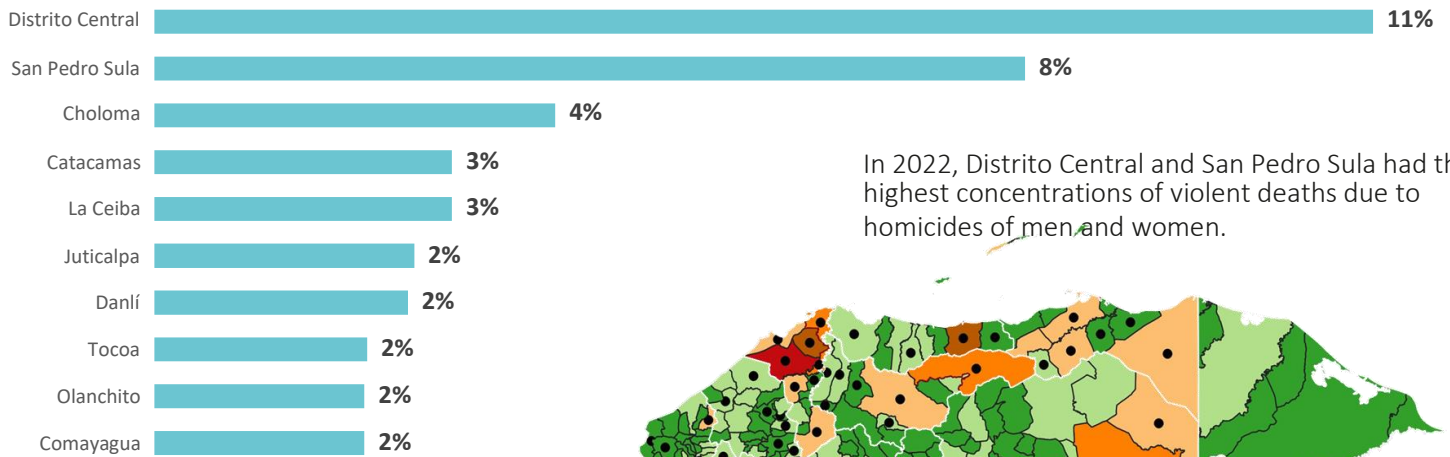 Distrito Central 11%
San Pedro Sula 8%
Choloma 4%
Catacamas 3%
La Ceiba 3%
Juticalpa 2%
Danlí 2%
Tocoa 2%
Olanchito 2%
Comayagua 2%
In 2022, Distrito Central and San Pedro Sula had th
highest concentrations of violent deaths due to
homicides of men and women.